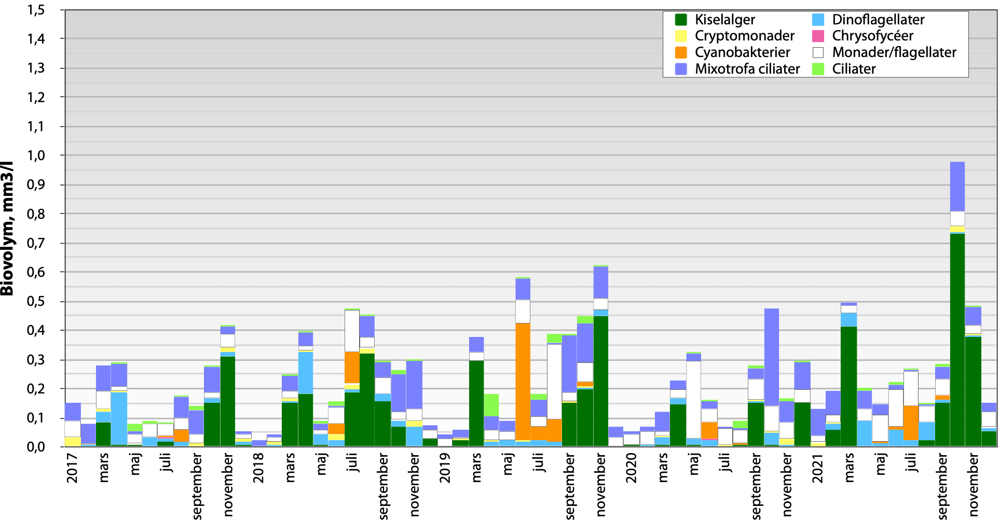 1,5
1,4
1,3
1,2
1,1
1,0
0,9
0,8
0,7
0,6
0,5
0,4
0,3
0,2
0,1
0,0
Biovolym, mm3/l
Kiselalger
Dinoflagellater
Cryptomonader
Chrysofycéer
Cyanobakterier
Monader/flagellater
Mixotrofa ciliater
Ciliater
2017
mars
maj
juli
september
november
2018
mars
maj
juli
september
november
2019
mars
maj
juli
september
november
2020
mars
maj
juli
september
november
2021
mars
maj
juli
september
november